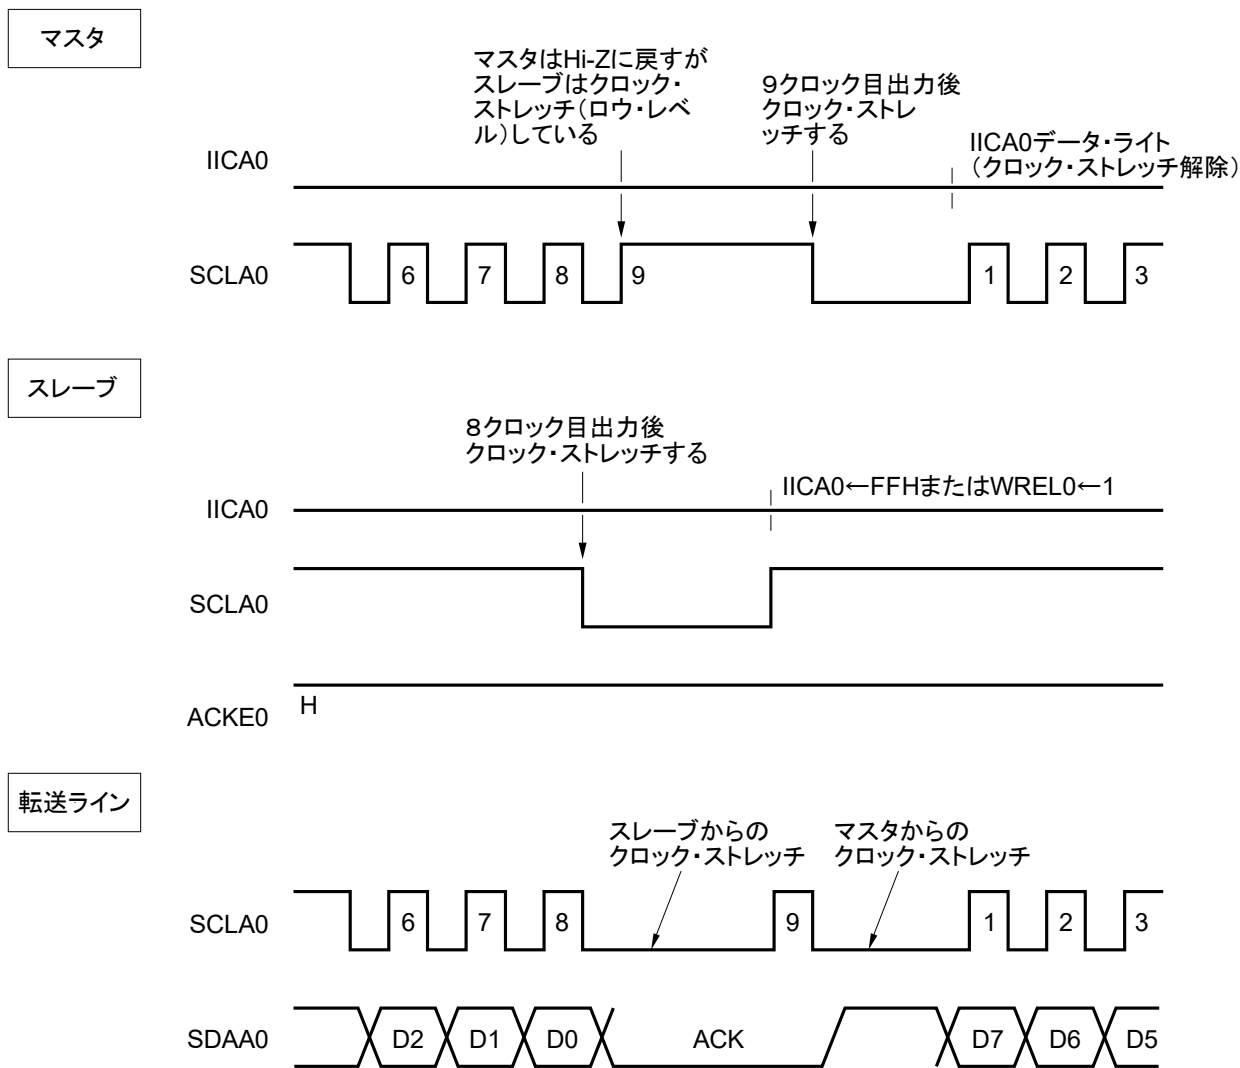 マスタ
マスタはHi-Zに戻すが
スレーブはクロック・
ストレッチ(ロウ・レベ
ル)している
9クロック目出力後
クロック・ストレ
ッチする
IICA0データ・ライト
(クロック・ストレッチ解除)
IICA0
SCLA0
6 7 8 9 1 2 3
スレーブ
8クロック目出力後
クロック・ストレッチする
IICA0←FFHまたはWREL0←1
IICA0
SCLA0
H
ACKE0
転送ライン
スレーブからの
クロック・ストレッチ
マスタからの
クロック・ストレッチ
SCLA0 6 7 8 9 1 2 3
SDAA0 D2 D1 D0 ACK D7 D6 D5